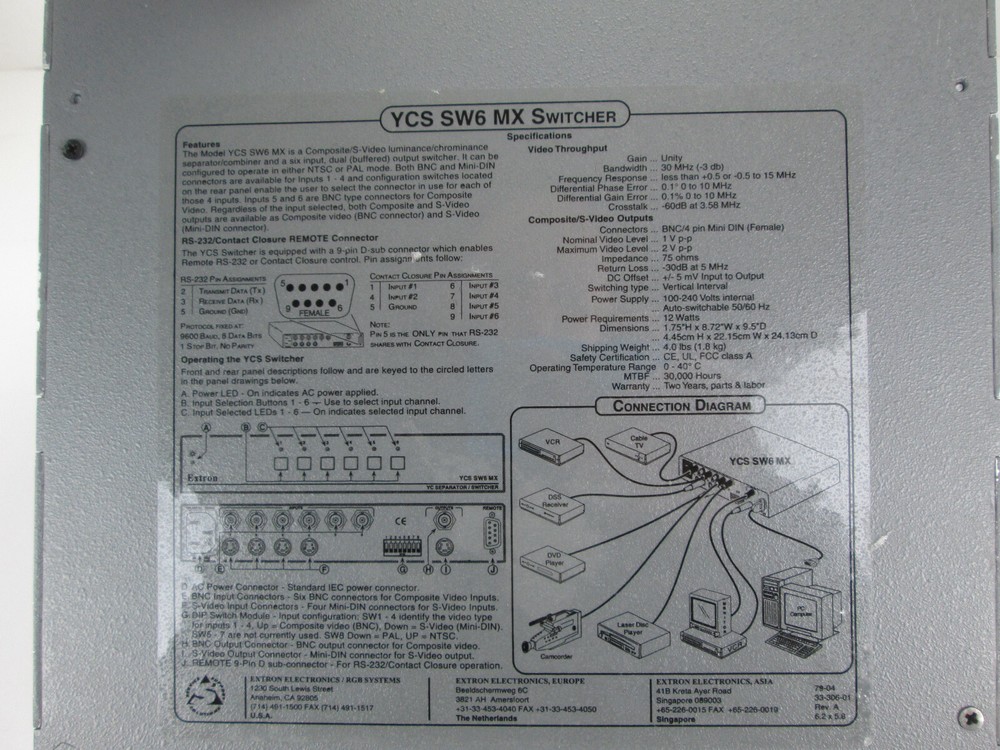 YCS SW6 MX SWITCHER
Features
The Model YCS SW6 MX is a Composite/S-Video luminance/chrominance
separator/combiner and a six input, dual (buffered) output switcher. It can be
configured to operate in either NTSC or PAL mode. Both BNC and Mini-DIN
connectors are available for Inputs 1 - 4 and configuration switches located
on the rear panel enable the user to select the connector in use for each of
those 4 inputs. Inputs 5 and 6 are BNC type connectors for Composite
Video. Regardless of the input selected, both Composite and S-Video
outputs are available as Composite video (BNC connector) and S-Video
(Mini-DIN connector).
RS-232/Contact Closure REMOTE Connector
The YCS Switcher is equipped with a 9-pin D-sub connector which enables
Remote RS-232 or Contact Closure control. Pin assignments follow:
RS-232 PIN ASSIGNMENTS
2 TRANSMIT DATA (TX)
3 RECEIVE DATA (RX)
5 GROUND (GND)
PROTOCOL FIXED AT:
9600 BAUD, 8 DATA BITS
1 STOP BIT, NO PARITY
5 1
9 6
FEMALE
CONTACT CLOSURE PIN ASSIGNMENTS
1 INPUT #1 6 INPUT #3
4 INPUT #2 7 INPUT #4
5 GROUND 8 INPUT #5
9 INPUT #6
NOTE:
PIN 5 IS THE ONLY PIN THAT RS-232
SHARES WITH CONTACT CLOSURE.
Operating the YCS Switcher
Front and rear panel descriptions follow and are keyed to the circled letters
in the panel drawings below.
A. Power LED - On indicates AC power applied.
B. Input Selection Buttons 1 - 6 — Use to select input channel.
C. Input Selected LEDs 1 - 6 — On indicates selected input channel.
A B C
Extron
YCS SW6 MX
YC SEPARATOR / SWITCHER
INPUTS OUTPUTS REMOTE
CE
D E F G H I J
D. AC Power Connector - Standard IEC power connector.
E. BNC Input Connectors - Six BNC connectors for Composite Video Inputs.
F. S-Video Input Connectors - Four Mini-DIN connectors for S-Video Inputs.
G. DIP Switch Module - Input configuration: SW1 - 4 identify the video type
for inputs 1 - 4, Up = Composite video (BNC), Down = S-Video (Mini-DIN).
SW5 - 7 are not currently used. SW8 Down = PAL, UP = NTSC.
H. BNC Output Connector - BNC output connector for Composite video.
I. S-Video Output Connector - Mini-DIN connector for S-Video output.
J. REMOTE 9-Pin D sub-connector - For RS-232/Contact Closure operation.
Specifications
Video Throughput
Gain ... Unity
Bandwidth ... 30 MHz (-3 db)
Frequency Response ... less than +0.5 or -0.5 to 15 MHz
Differential Phase Error ... 0.1° 0 to 10 MHz
Differential Gain Error ... 0.1% 0 to 10 MHz
Crosstalk ... -60dB at 3.58 MHz
Composite/S-Video Outputs
Connectors ... BNC/4 pin Mini DIN (Female)
Nominal Video Level ... 1 V p-p
Maximum Video Level ... 2 V p-p
Impedance ... 75 ohms
Return Loss ... -30dB at 5 MHz
DC Offset ... +/- 5 mV Input to Output
Switching type ... Vertical Interval
Power Supply ... 100-240 Volts internal
... Auto-switchable 50/60 Hz
Power Requirements ... 12 Watts
Dimensions ... 1.75"H x 8.72"W x 9.5"D
... 4.45cm H x 22.15cm W x 24.13cm D
Shipping Weight ... 4.0 lbs (1.8 kg)
Safety Certification ... CE, UL, FCC class A
Operating Temperature Range 0 - 40° C
MTBF ... 30,000 Hours
Warranty ... Two Years, parts & labor
CONNECTION DIAGRAM
VCR
Cable
TV
YCS SW6 MX
DSS
Receiver
DVD
Player
Camcorder
Laser Disc
Player
VCR
PC
Computer
EXTRON ELECTRONICS / RGB SYSTEMS
1230 South Lewis Street
Anaheim, CA 92805
(714) 491-1500 FAX (714) 491-1517
U.S.A.
EXTRON ELECTRONICS, EUROPE
Beeldschermweg 6C
3821 AH Amersfoort
+31-33-453-4040 FAX +31-33-453-4050
The Netherlands
EXTRON ELECTRONICS, ASIA
41B Kreta Ayer Road
Singapore 089003
+65-226-0015 FAX +65-226-0019
Singapore
79-04
33-306-01
Rev. A
6.2 x 5.8